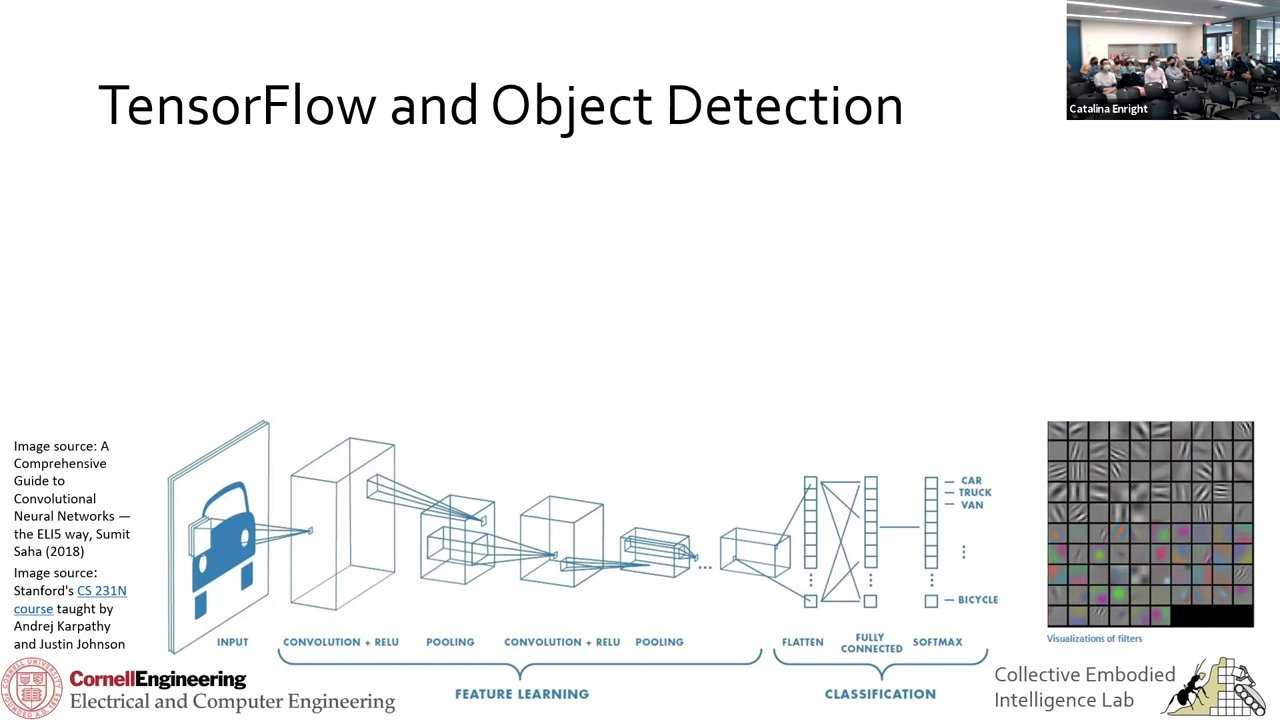 TensorFlow and Object Detection
Catalina Enright
Image source: A
Comprehensive
Guide to
Convolutional
Neural Networks —
the ELI5 way, Sumit
Saha (2018)
Image source:
Stanford's CS 231N
course taught by
Andrej Karpathy
and Justin Johnson
CAR
TRUCK
VAN
BICYCLE
INPUT
CONVOLUTION + RELU
POOLING
CONVOLUTION + RELU
POOLING
FLATTEN
FULLY
CONNECTED
SOFTMAX
FEATURE LEARNING
CLASSIFICATION
Visualizations of filters
CornellEngineering
Electrical and Computer Engineering
Collective Embodied
Intelligence Lab